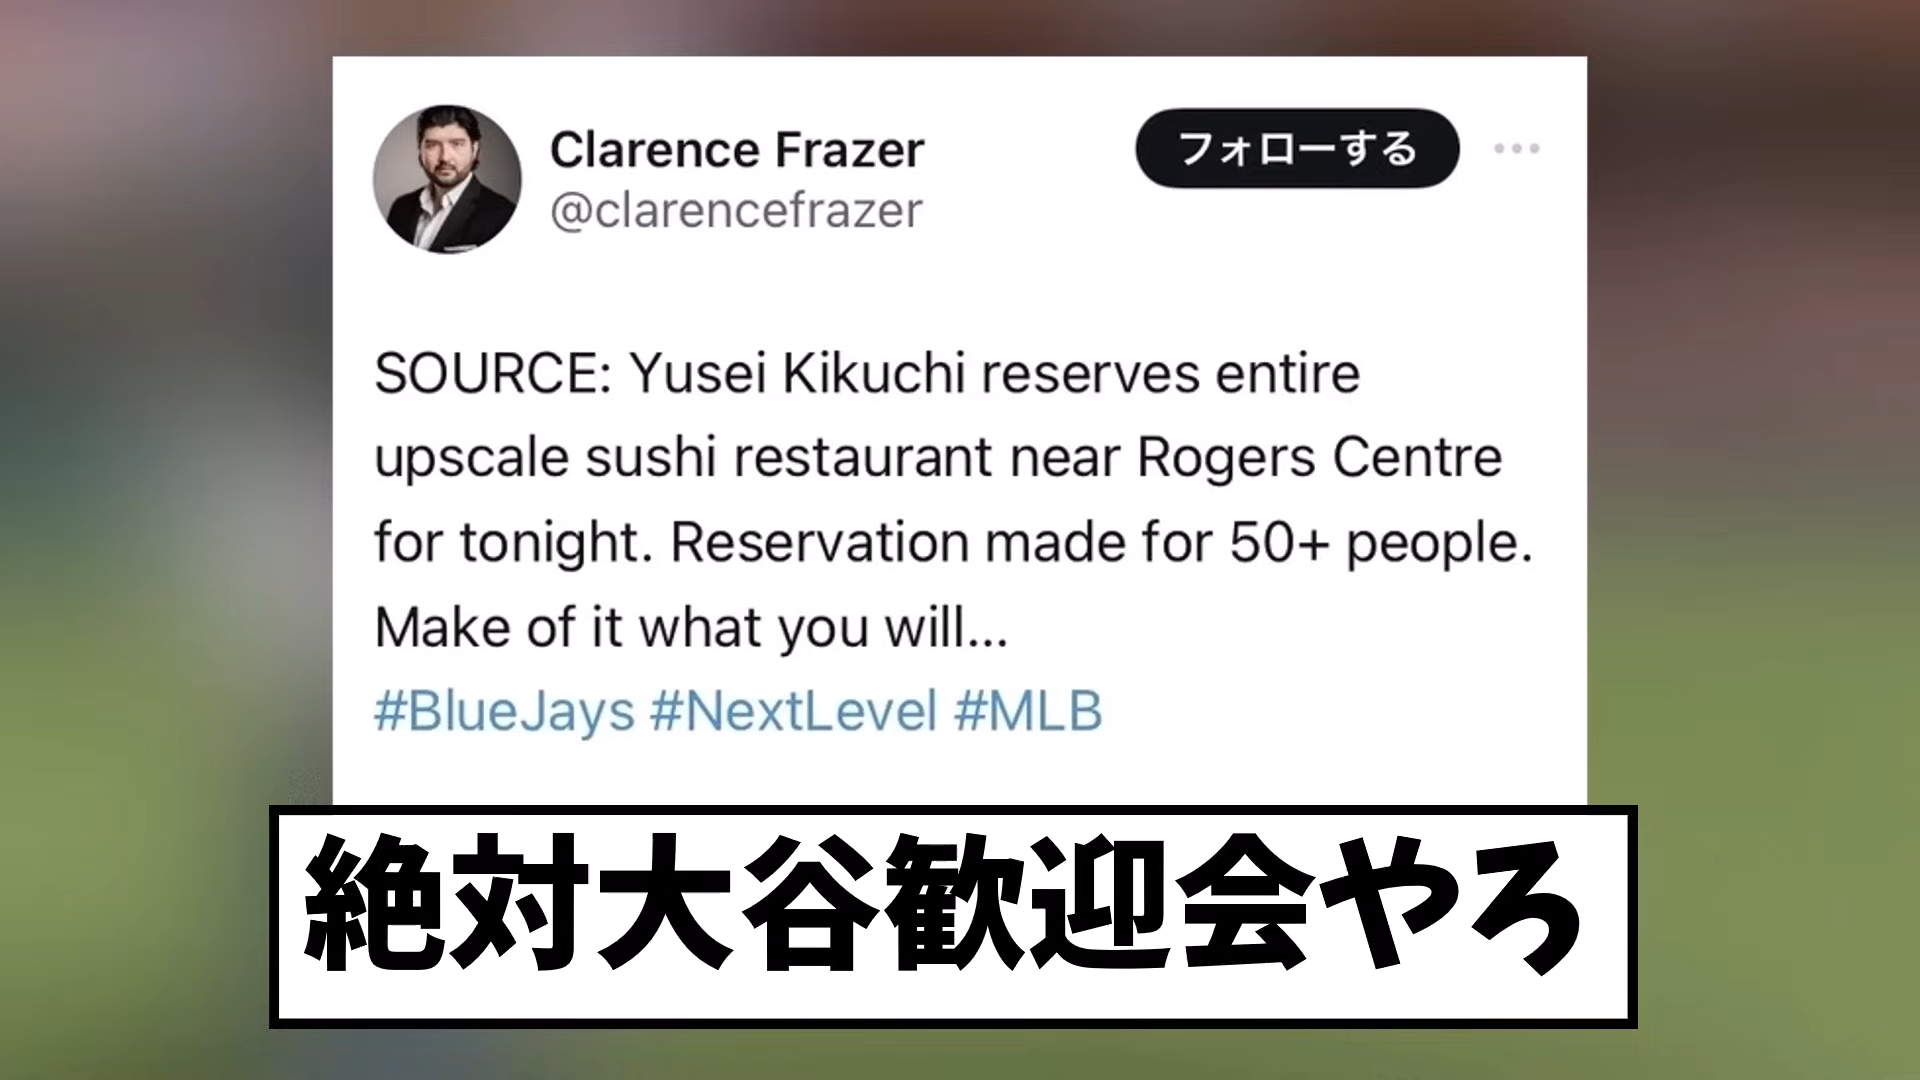 Clarence Frazer
フォローする
@clarencefrazer
SOURCE: Yusei Kikuchi reserves entire
upscale sushi restaurant near Rogers Centre
for tonight. Reservation made for 50+ people.
Make of it what you will...
#BlueJays #NextLevel #MLB
絶対大谷歓迎会やろ